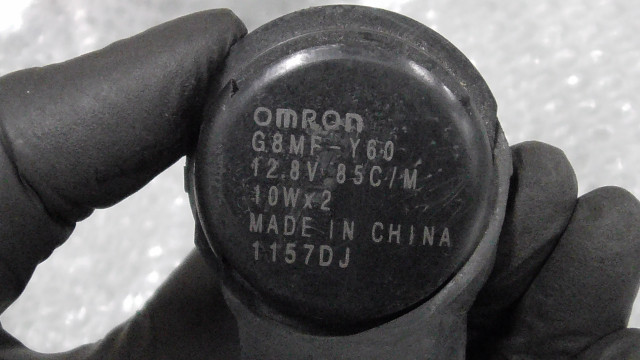 omron
G8MF-Y60
12.8V 85C/M
10Wx2
MADE IN CHINA
1157DJ